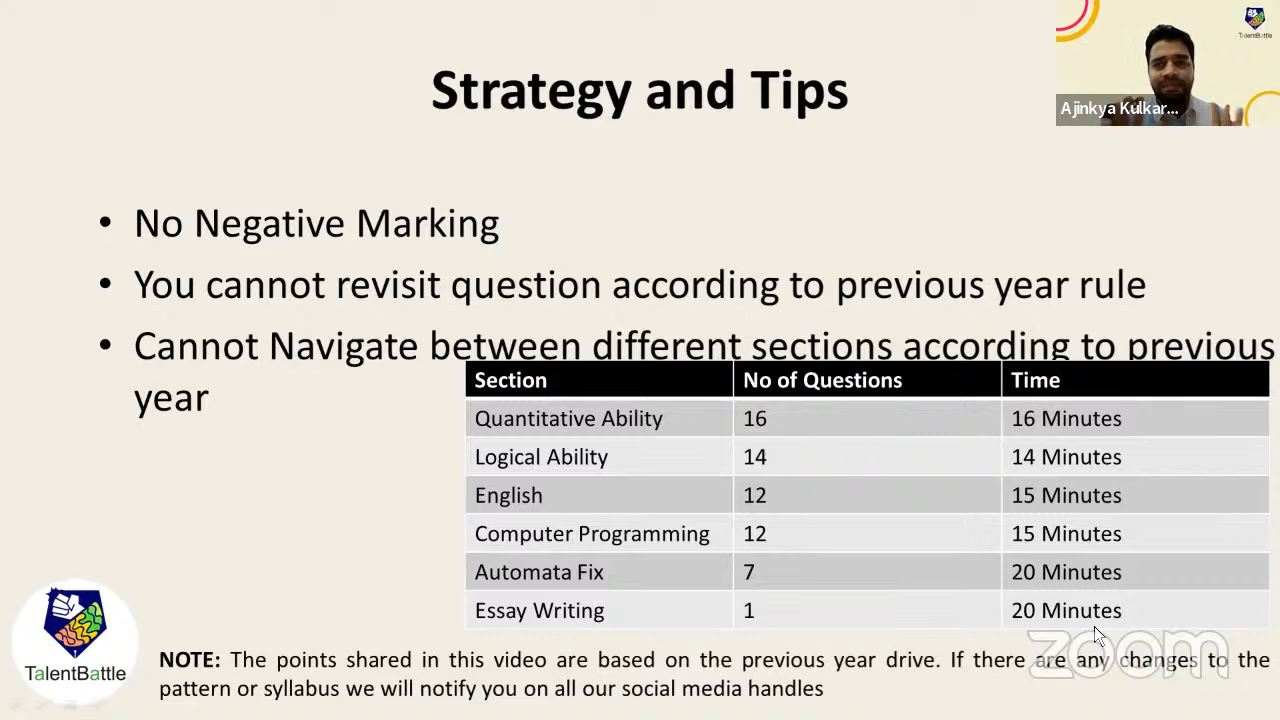 TalentBattle
Ajinkya Kulkar...
Strategy and Tips
• No Negative Marking
• You cannot revisit question according to previous year rule
• Cannot Navigate between different sections according to previous
year
Section No of Questions Time
Quantitative Ability 16 16 Minutes
Logical Ability 14 14 Minutes
English 12 15 Minutes
Computer Programming 12 15 Minutes
Automata Fix 7 20 Minutes
Essay Writing 1 20 Minutes
zoom
TalentBattle
NOTE: The points shared in this video are based on the previous year drive. If there are any changes to the
pattern or syllabus we will notify you on all our social media handles